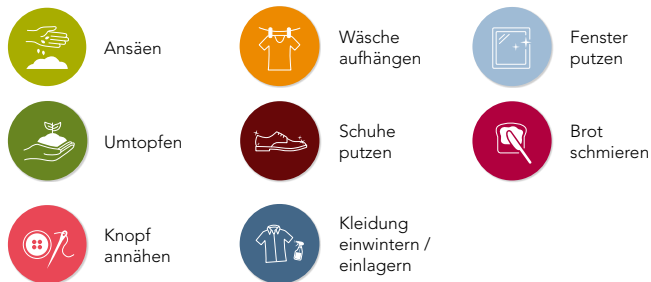 Ansäen
Wäsche
aufhängen
Fenster
putzen
Umtopfen
Schuhe
putzen
Brot
schmieren
Knopf
annähen
Kleidung
einwintern /
einlagern